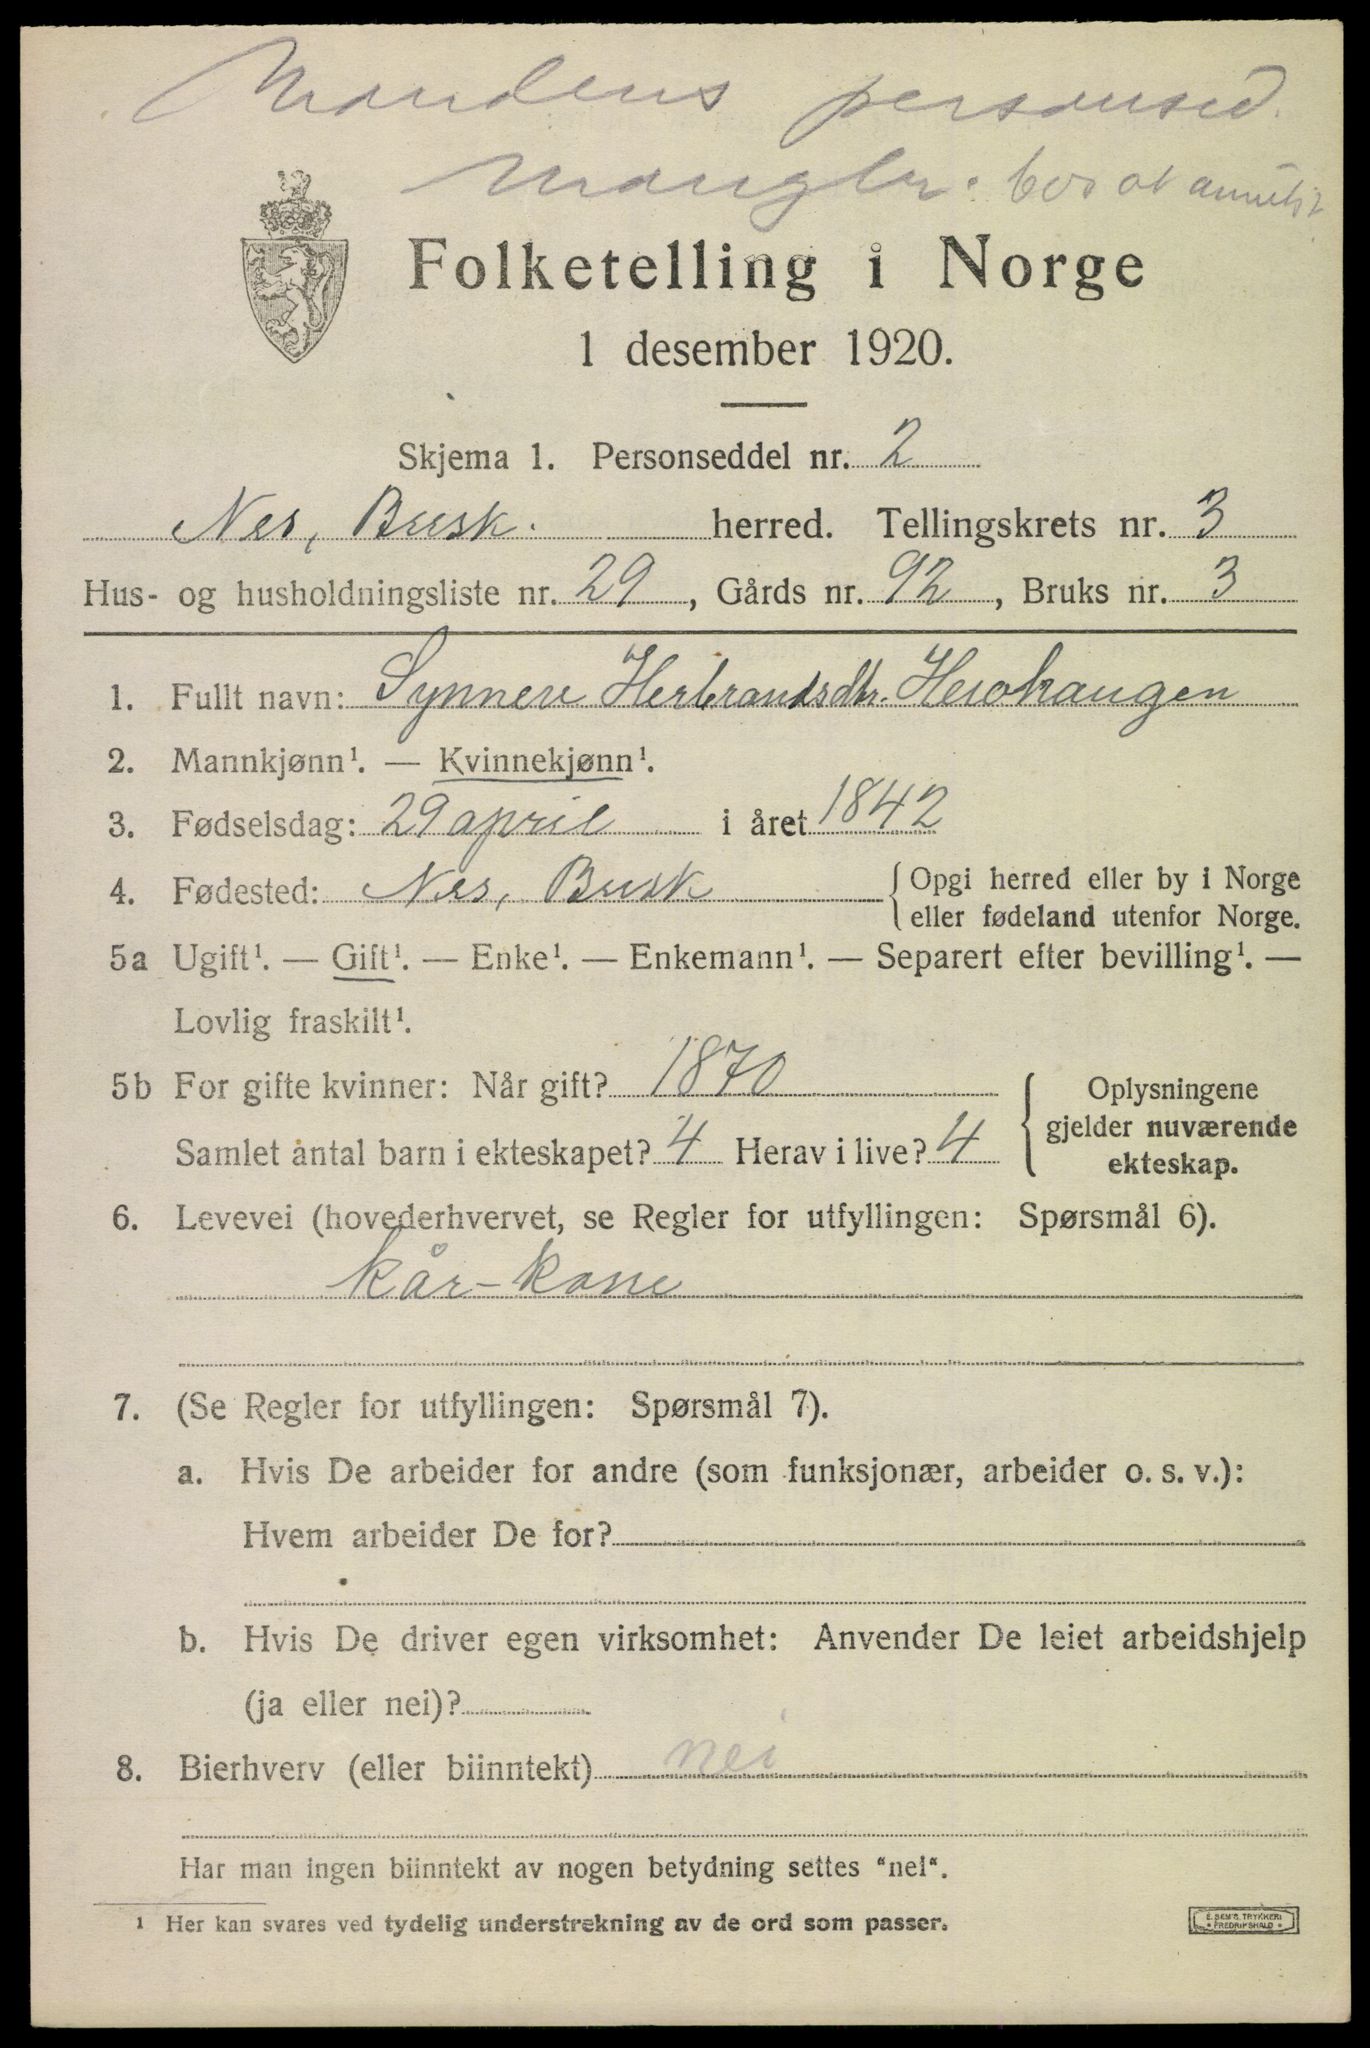 Mandens personsed.
mangler: bor et annetst
Folketelling i Norge
1 desember 1920.
Skjema 1. Personseddel nr. 2
Nes, Busk. herred. Tellingskrets nr. 3
Hus- og husholdningsliste nr. 29, Gårds nr. 92, Bruks nr. 3
1. Fullt navn: Synneve Herbrandsdtr.
2. Mannkjønn¹. — Kvinnekjønn¹.
3. Fødselsdag: 29 april i året 1842
4. Fødested: Nes, Busk {Opgi herred eller by i Norge
eller fødeland utenfor Norge.
5a Ugift¹. — Gift¹. — Enke¹. — Enkemann¹. — Separert efter bevilling¹. —
Lovlig fraskilt¹.
5b For gifte kvinner: Når gift? 1870
Samlet antal barn i ekteskapet? 4 Herav i live? 4
{Oplysningene
gjelder nuværende
ekteskap.
6. Levevei (hovederhvervet, se Regler for utfyllingen: Spørsmål 6).
kår-kone
7. (Se Regler for utfyllingen: Spørsmål 7).
a. Hvis De arbeider for andre (som funksjonær, arbeider o. s. v.):
Hvem arbeider De for?
b. Hvis De driver egen virksomhet: Anvender De leiet arbeidshjelp
(ja eller nei)?
8. Bierhverv (eller biinntekt) nei
Har man ingen biinntekt av nogen betydning settes "nei".
¹ Her kan svares ved tydelig understrekning av de ord som passer.
E. SEM'S TRYKKERI
* FREDRIKSHALD *